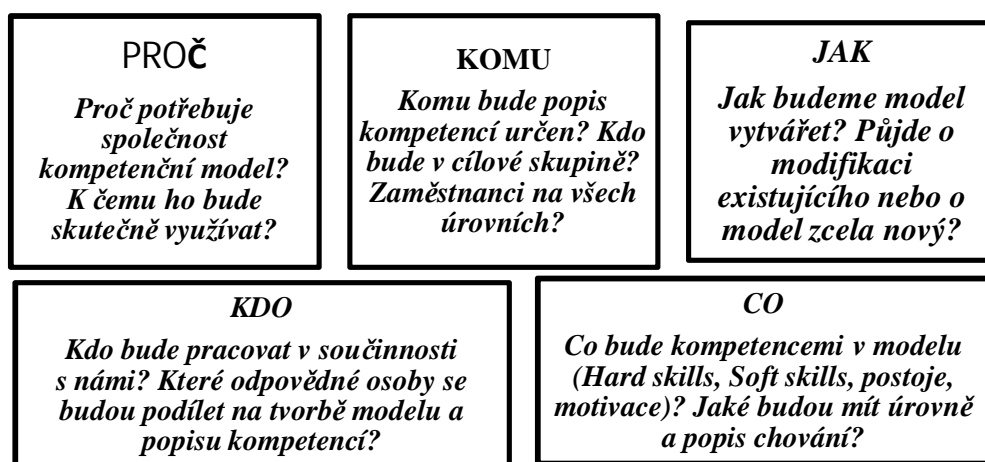 PROČ
Proč potřebuje
společnost
kompetenční model?
K čemu ho bude
skutečně využívat?
KOMU
Komu bude popis
kompetencí určen? Kdo
bude v cílové skupině?
Zaměstnanci na všech
úrovních?
JAK
Jak budeme model
vytvářet? Půjde o
modifikaci
existujícího nebo o
model zcela nový?
KDO
Kdo bude pracovat v součinnosti
s námi? Které odpovědné osoby se
budou podílet na tvorbě modelu a
popisu kompetencí?
CO
Co bude kompetencemi v modelu
(Hard skills, Soft skills, postoje,
motivace)? Jaké budou mít úrovně
a popis chování?